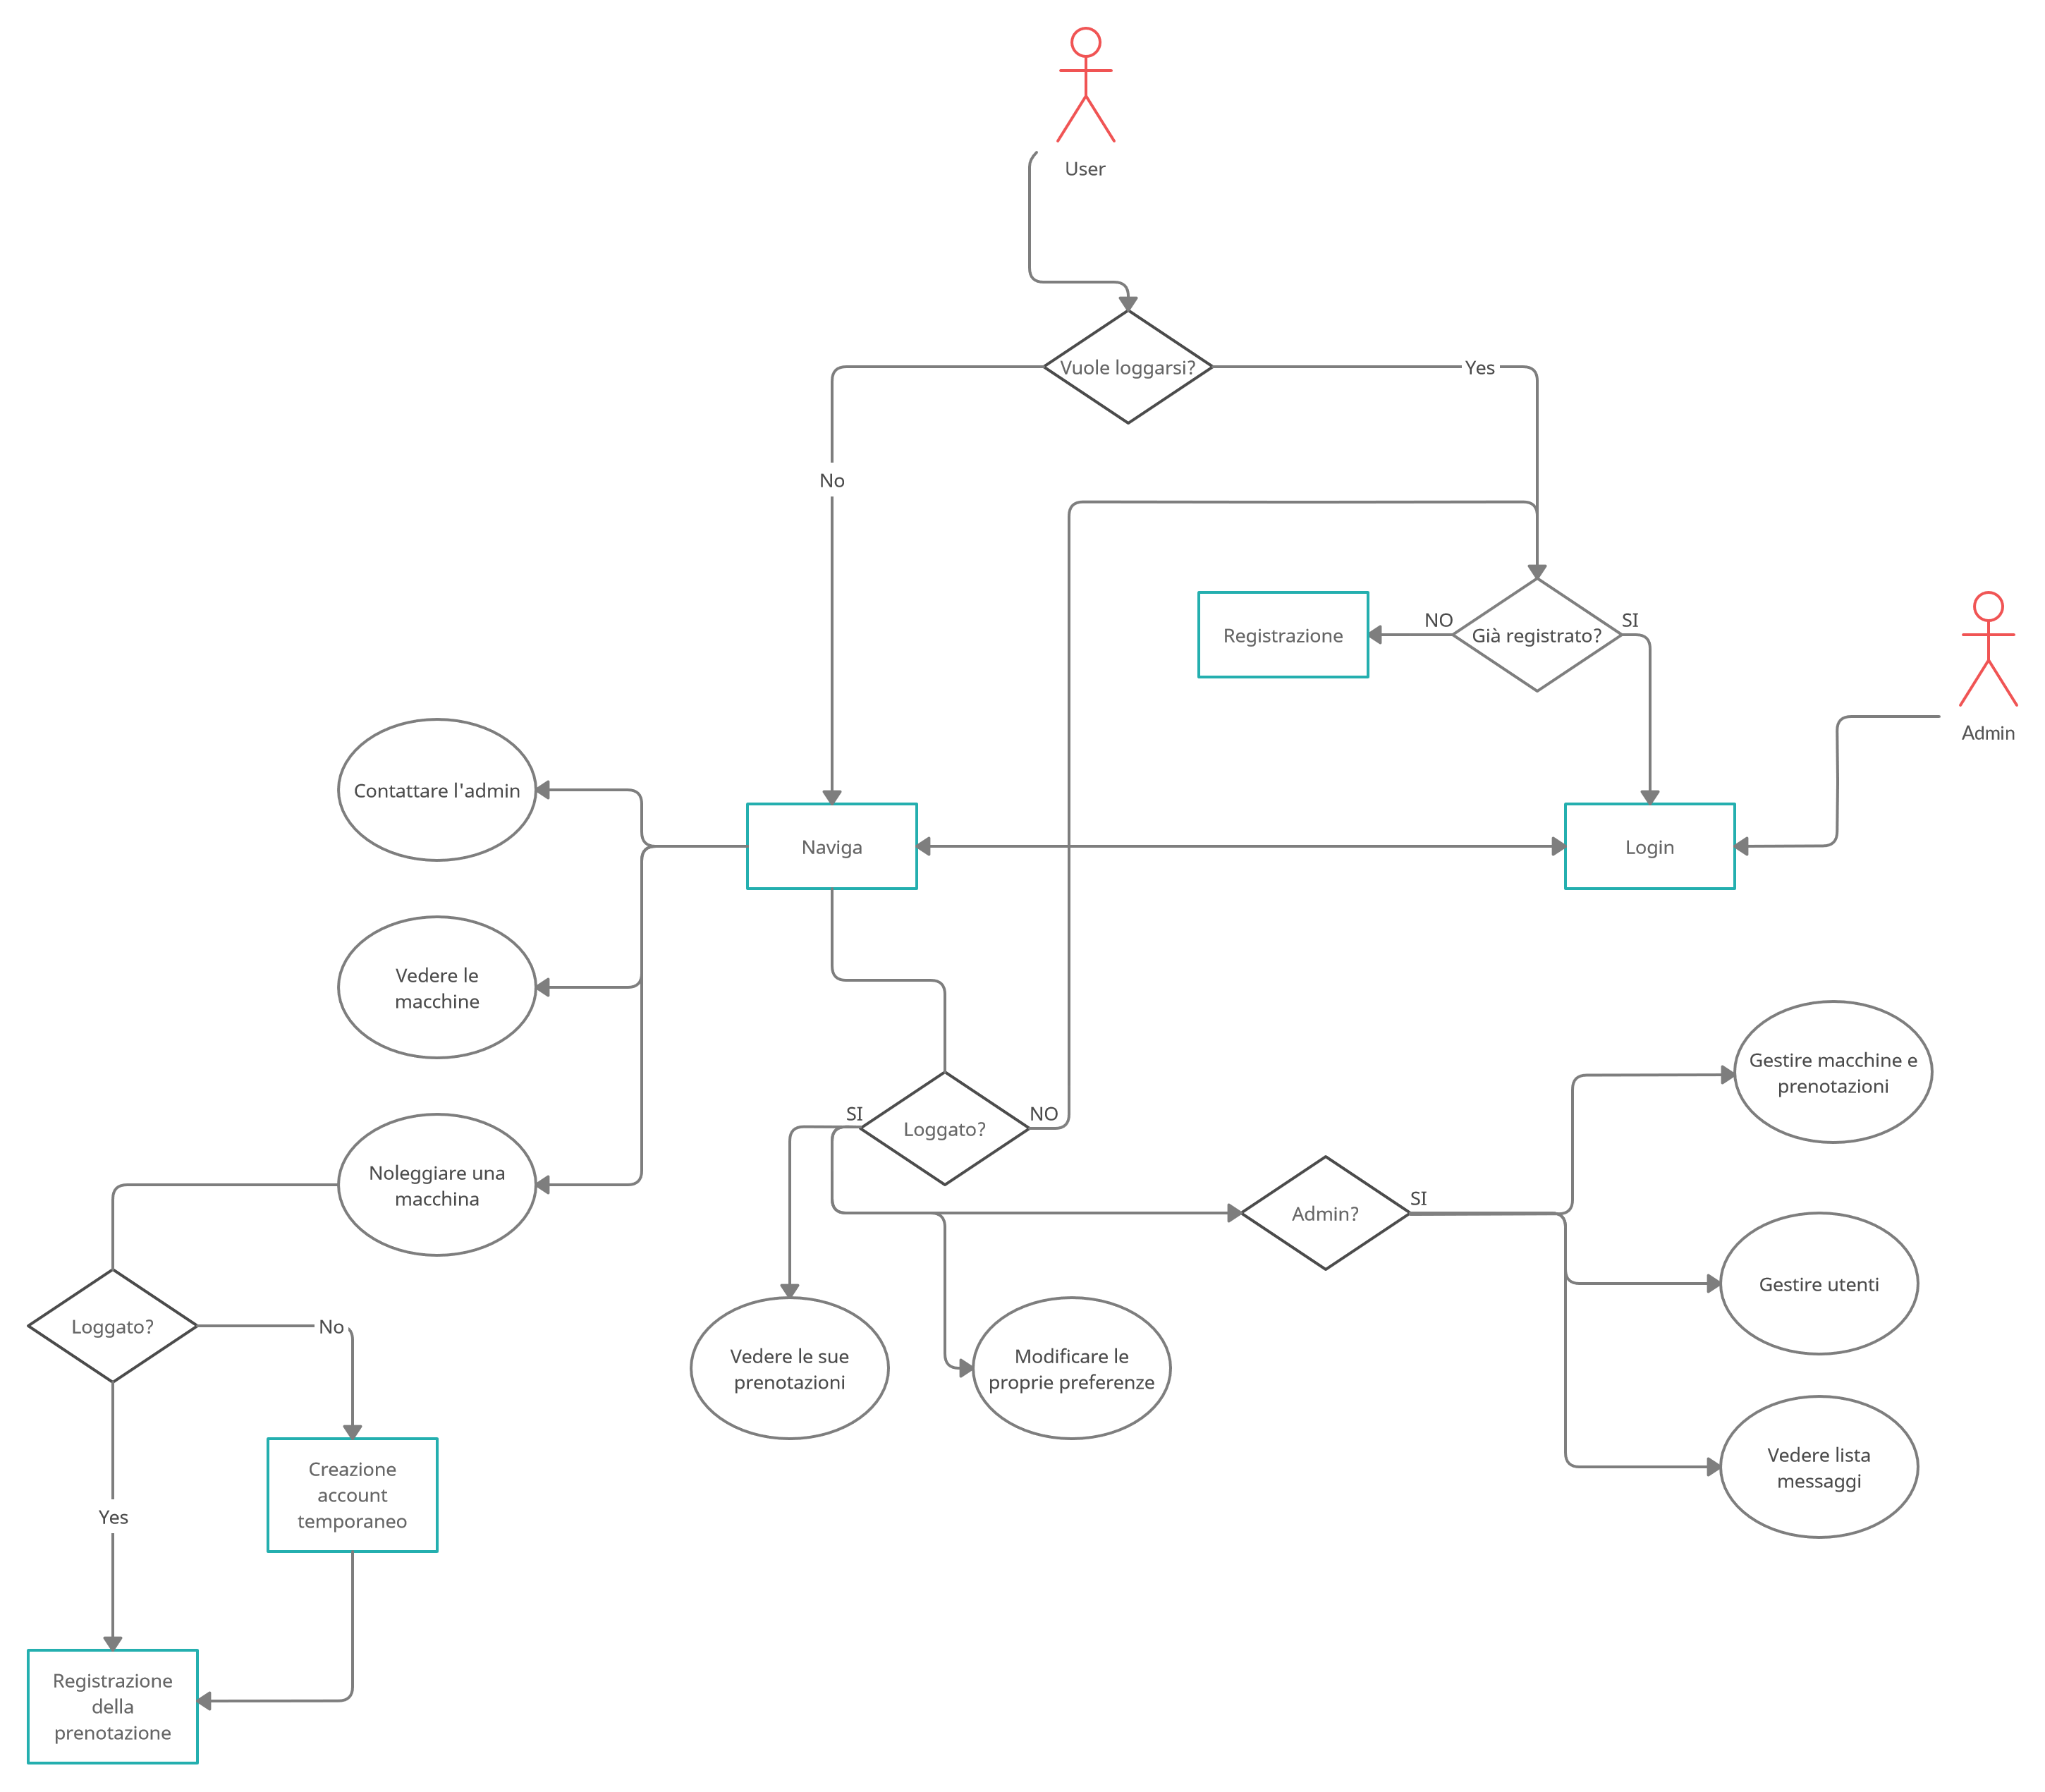 User
Vuole loggarsi?
Yes
No
Registrazione
NO
Già registrato?
SI
Admin
Contattare l'admin
Naviga
Login
Vedere le
macchine
Gestire macchine e
prenotazioni
SI
Loggato?
NO
Noleggiare una
macchina
Admin?
SI
Gestire utenti
Loggato?
No
Vedere le sue
prenotazioni
Modificare le
proprie preferenze
Vedere lista
messaggi
Creazione
account
temporaneo
Yes
Registrazione
della
prenotazione